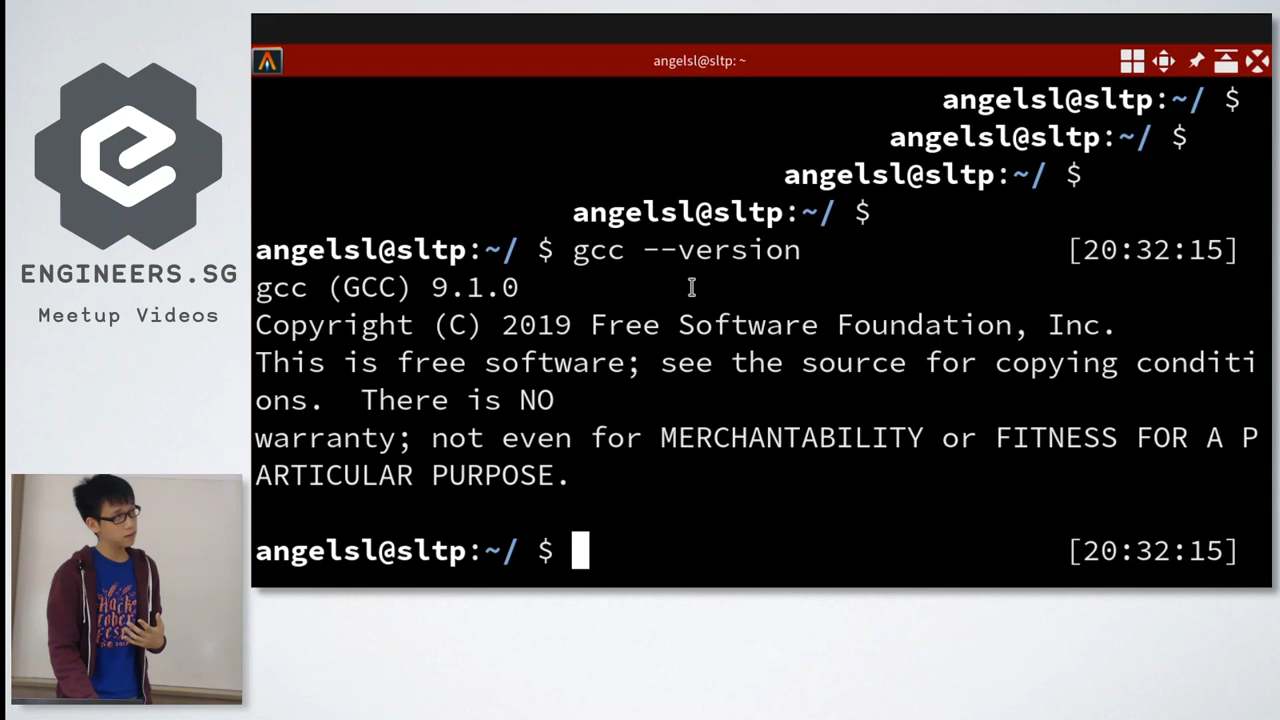 ENGINEERS.SG
Meetup Videos
angelsl@sltp: ~
angelsl@sltp:~/ $
angelsl@sltp:~/ $
angelsl@sltp:~/ $
angelsl@sltp:~/ $
angelsl@sltp:~/ $ gcc --version [20:32:15]
gcc (GCC) 9.1.0
Copyright (C) 2019 Free Software Foundation, Inc.
This is free software; see the source for copying conditi
ons.  There is NO
warranty; not even for MERCHANTABILITY or FITNESS FOR A P
ARTICULAR PURPOSE.
angelsl@sltp:~/ $ [20:32:15]
Hack
tober
Fest